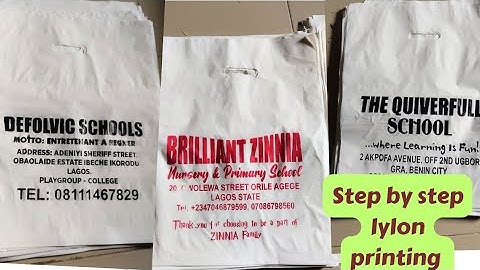 DEFOLVIC SCHOOLS
MOTTO: ENTRETENANT A HIGHER
ADDRESS: ADENIYI SHERIFF STREET,
OBAOLAIDE ESTATE IBECHE IKORODU
LAGOS.
PLAYGROUP - COLLEGE
TEL: 08111467829
BRILLIANT ZINNIA
Nursery & Primary School
WOLEWA STREET ORILE AGEGE
LAGOS STATE
Tel. +2347046879599, 07086798560
Thank you for choosing to be a part of
ZINNIA Family
THE QUIVERFULL
SCHOOL
...where Learning Is Fun!
2 AKPOFA AVENUE, OFF 2ND UGBOR
GRA, BENIN CITY
Step by step
lylon
printing